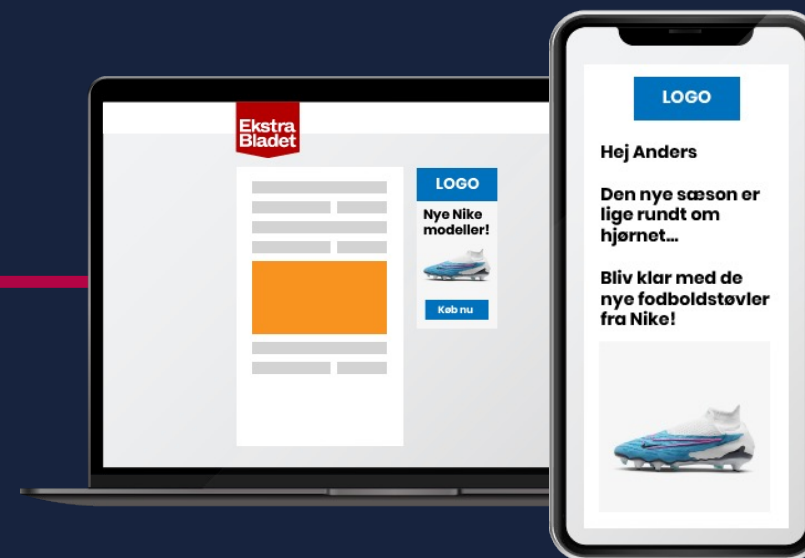 Ekstra
Bladet
LOGO
Nye Nike
modeller!
Køb nu
LOGO
Hej Anders
Den nye sæson er
lige rundt om
hjørnet...
Bliv klar med de
nye fodboldstøvler
fra Nike!